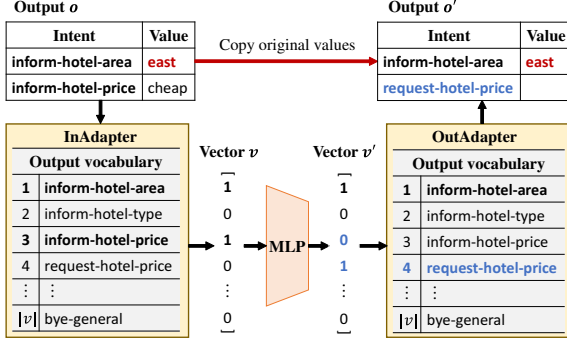 Output o
Output o′
Intent Value
inform-hotel-area east
inform-hotel-price cheap
Copy original values
Intent Value
inform-hotel-area east
request-hotel-price
InAdapter
Output vocabulary
1 inform-hotel-area
2 inform-hotel-type
3 inform-hotel-price
4 request-hotel-price
⋮ ⋮
|v| bye-general
Vector v
1
0
1
0
⋮
0
MLP
Vector v′
1
0
0
1
⋮
0
OutAdapter
Output vocabulary
1 inform-hotel-area
2 inform-hotel-type
3 inform-hotel-price
4 request-hotel-price
⋮ ⋮
|v| bye-general